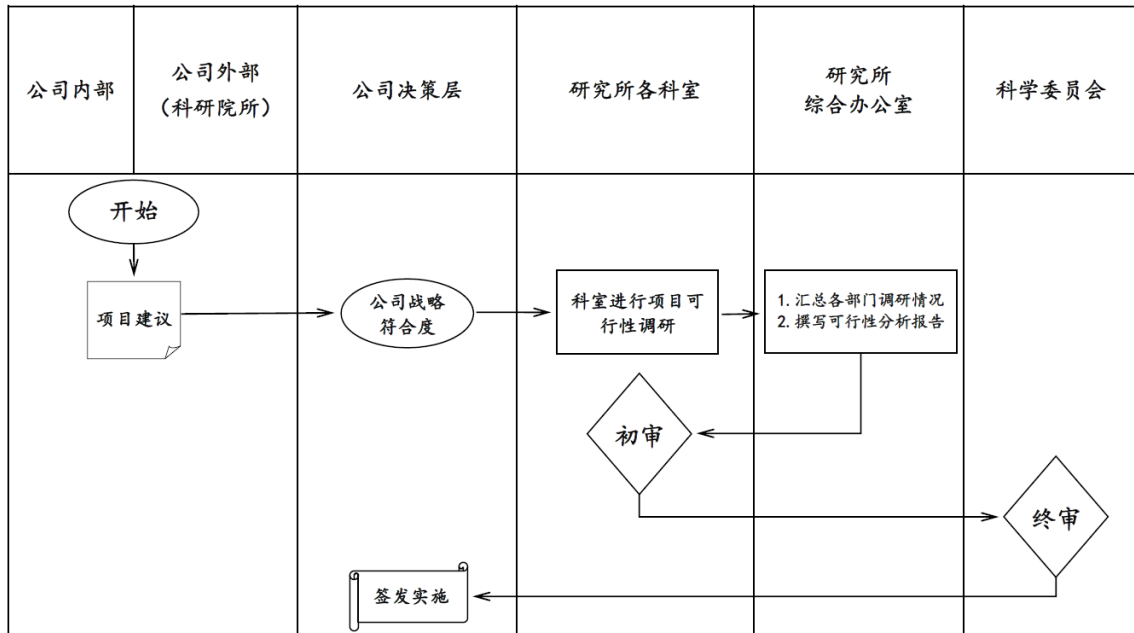 公司内部
公司外部
（科研院所）
公司决策层
研究所各科室
研究所
综合办公室
科学委员会
开始
项目建议
公司战略
符合度
科室进行项目可
行性调研
1. 汇总各部门调研情况
2. 撰写可行性分析报告
初审
终审
签发实施